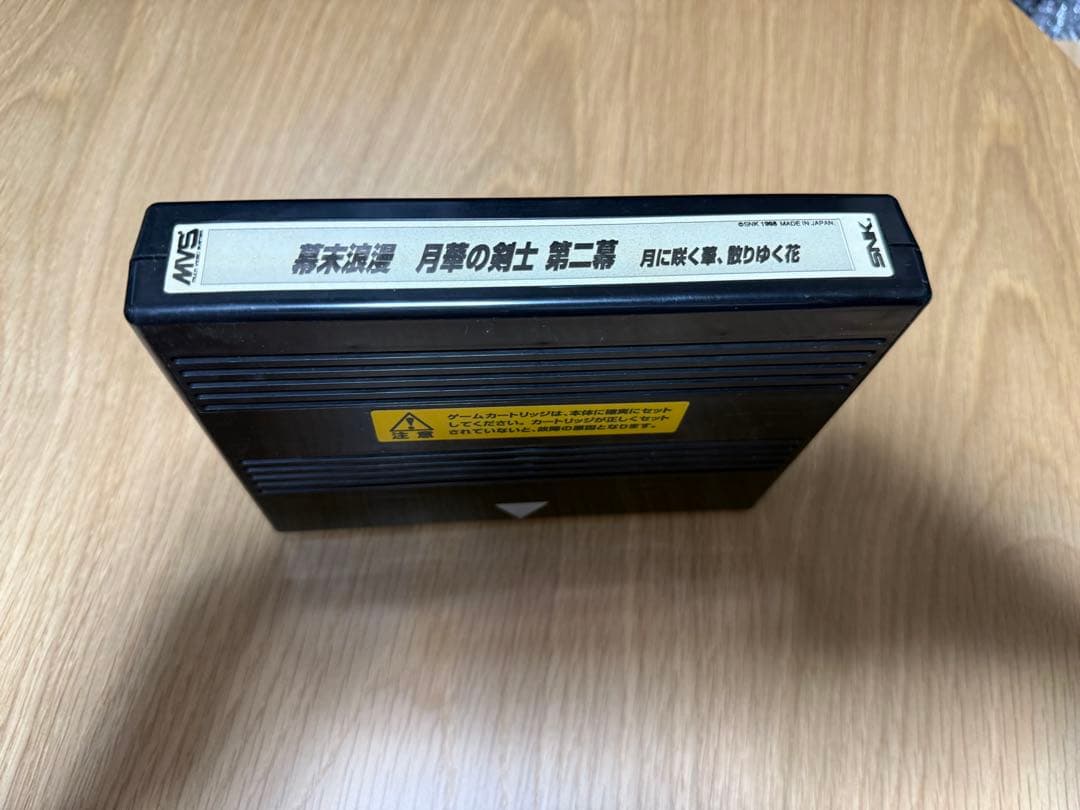 MVS
©SNK 1998 MADE IN JAPAN.
幕末浪漫 月華の剣士 第二幕 月に咲く華、散りゆく花
SNK
注意
ゲームカートリッジは、本体に確実にセット
してください。カートリッジが正しくセット
されていないと、故障の原因となります。